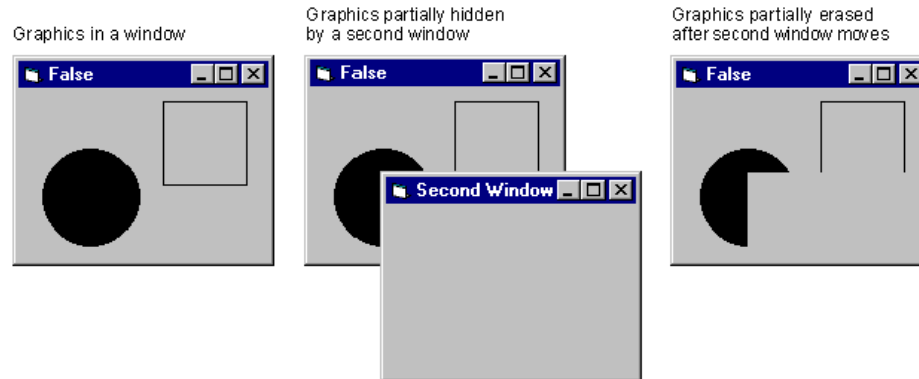 Graphics in a window
Graphics partially hidden
by a second window
Graphics partially erased
after second window moves
False
False
False
Second Window